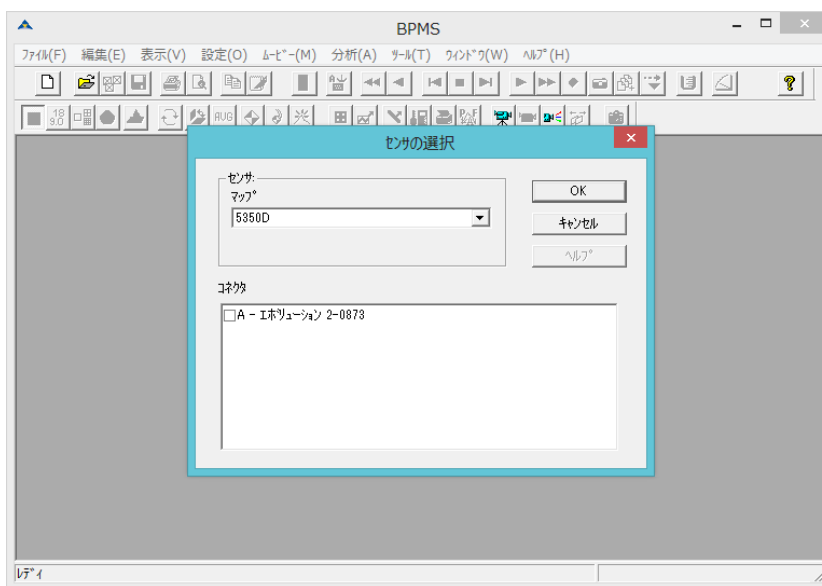 BPMS
ﾌｧｲﾙ(F) 編集(E) 表示(V) 設定(O) ﾑｰﾋﾞｰ(M) 分析(A) ﾂｰﾙ(T) ｳｨﾝﾄﾞｳ(W) ﾍﾙﾌﾟ(H)
18
9.0
AVG
ｾﾝｻの選択
ｾﾝｻ:
ﾏｯﾌﾟ
5350D
OK
ｷｬﾝｾﾙ
ﾍﾙﾌﾟ
ｺﾈｸﾀ
A - ｴﾎﾞﾘｭｰｼｮﾝ 2-0873
ﾚﾃﾞｨ